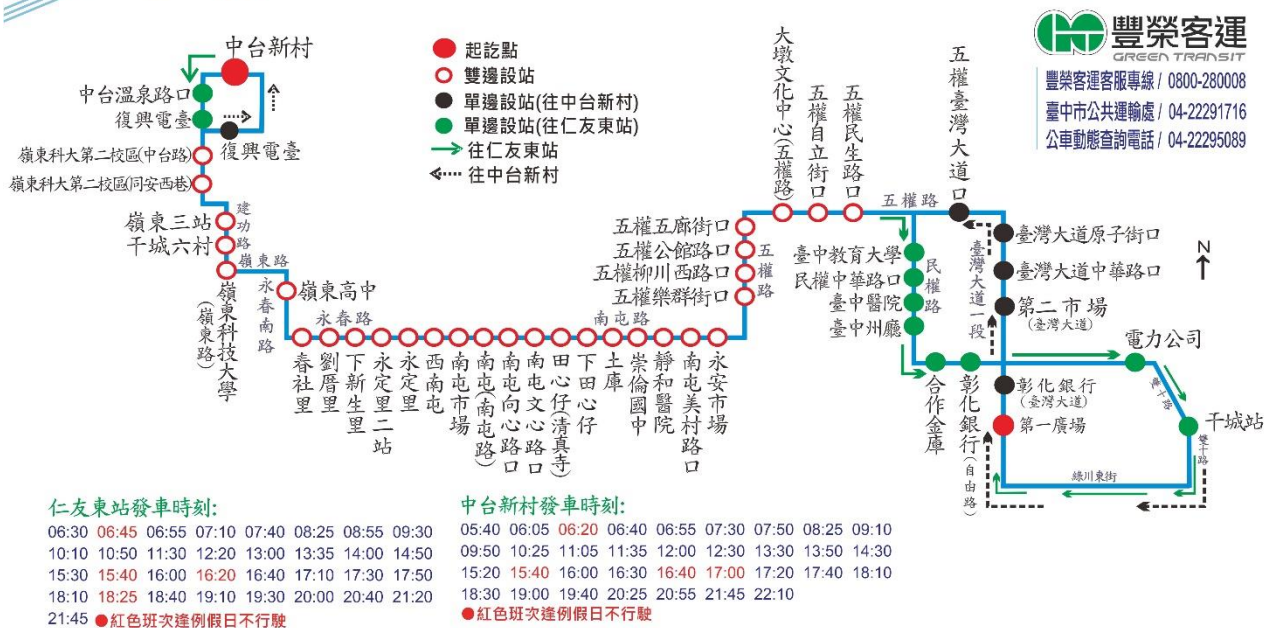 豐榮客運
GREEN TRANSIT
豐榮客運客服專線 / 0800-280008
臺中市公共運輸處 / 04-22291716
公車動態查詢電話 / 04-22295089
起訖點
雙邊設站
單邊設站(往中台新村)
單邊設站(往仁友東站)
往仁友東站
往中台新村
中台新村
中台溫泉路口
復興電臺
復興電臺
嶺東科大第二校區(中台路)
嶺東科大第二校區(同安西巷)
建功路
嶺東三站
干城六村
嶺東路
嶺東科技大學(嶺東路)
永春南路
嶺東高中
永春路
春社里
劉厝里
下新生里
永定里二站
永定里
西南屯
南屯市場
南屯(南屯路)
南屯向心路口
南屯文心路口
田心仔(清真寺)
下田心仔
土庫
崇倫國中
靜和醫院
南屯美村路口
永安市場
南屯路
五權五廊街口
五權公館路口
五權柳川西路口
五權樂群街口
五權路
大墩文化中心(五權路)
五權自立街口
五權民生路口
五權路
五權臺灣大道口
臺中教育大學
民權中華路口
臺中醫院
臺中州廳
民權路
臺灣大道一段
臺灣大道原子街口
臺灣大道中華路口
第二市場
(臺灣大道)
N
合作金庫
彰化銀行(自由路)
彰化銀行
(臺灣大道)
第一廣場
電力公司
雙十路
干城站
雙十路
綠川東街
仁友東站發車時刻:
06:30 06:45 06:55 07:10 07:40 08:25 08:55 09:30
10:10 10:50 11:30 12:20 13:00 13:35 14:00 14:50
15:30 15:40 16:00 16:20 16:40 17:10 17:30 17:50
18:10 18:25 18:40 19:10 19:30 20:00 20:40 21:20
21:45 ●紅色班次逢例假日不行駛
中台新村發車時刻:
05:40 06:05 06:20 06:40 06:55 07:30 07:50 08:25 09:10
09:50 10:25 11:05 11:35 12:00 12:30 13:30 13:50 14:30
15:20 15:40 16:00 16:30 16:40 17:00 17:20 17:40 18:10
18:30 19:00 19:40 20:25 20:55 21:45 22:10
●紅色班次逢例假日不行駛